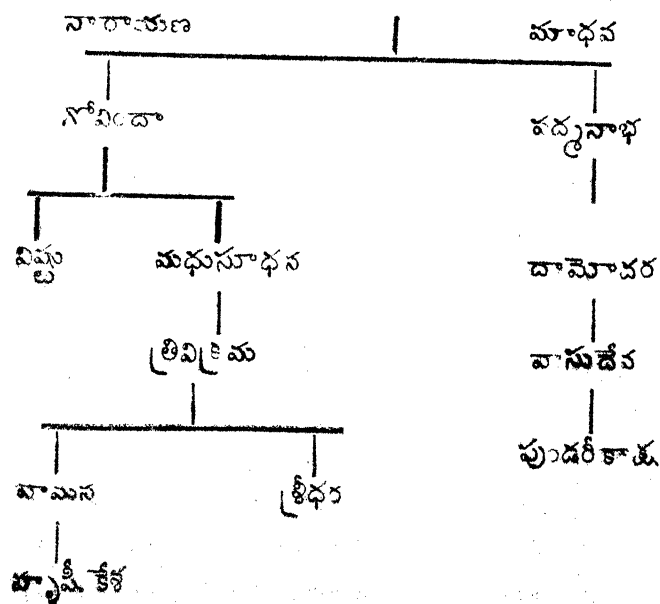 నారాయణ మాధవ
గోవిందా పద్మనాభ
విష్ణు మధుసూధన దామోదర
త్రివిక్రమ వాసుదేవ
పుండరీకాక్ష
వామన శ్రీధర
హృషీకేశ